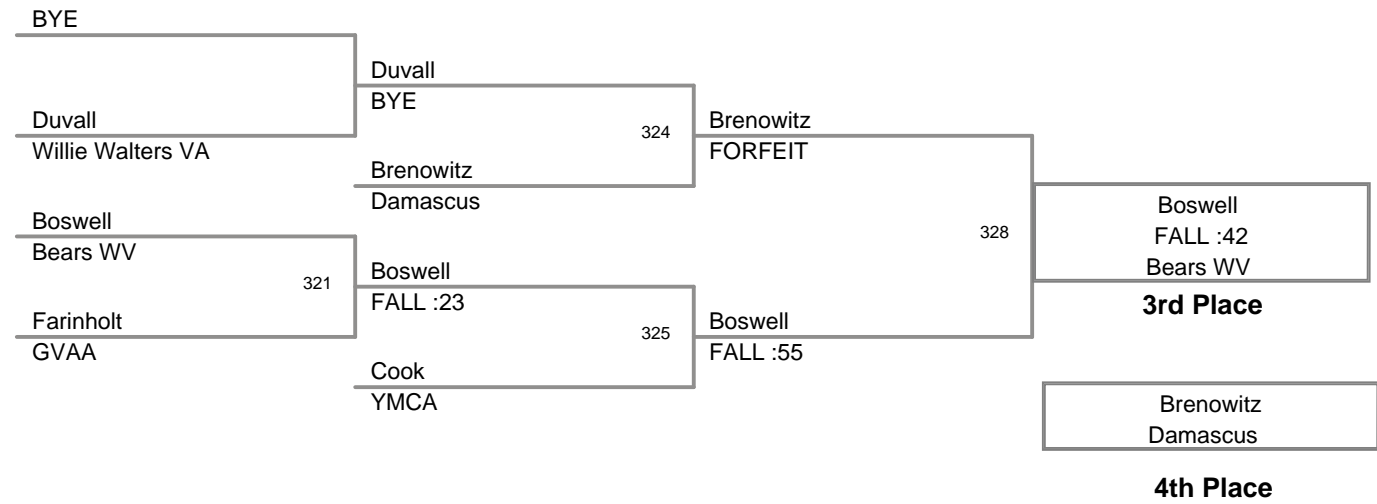 BYE
Duvall
BYE
Duvall
Willie Walters VA
324
Brenowitz
FORFEIT
Brenowitz
Damascus
Boswell
Bears WV
321
Boswell
FALL :23
328
Boswell
FALL :42
Bears WV
3rd Place
Farinholt
GVAA
325
Boswell
FALL :55
Cook
YMCA
Brenowitz
Damascus
4th Place